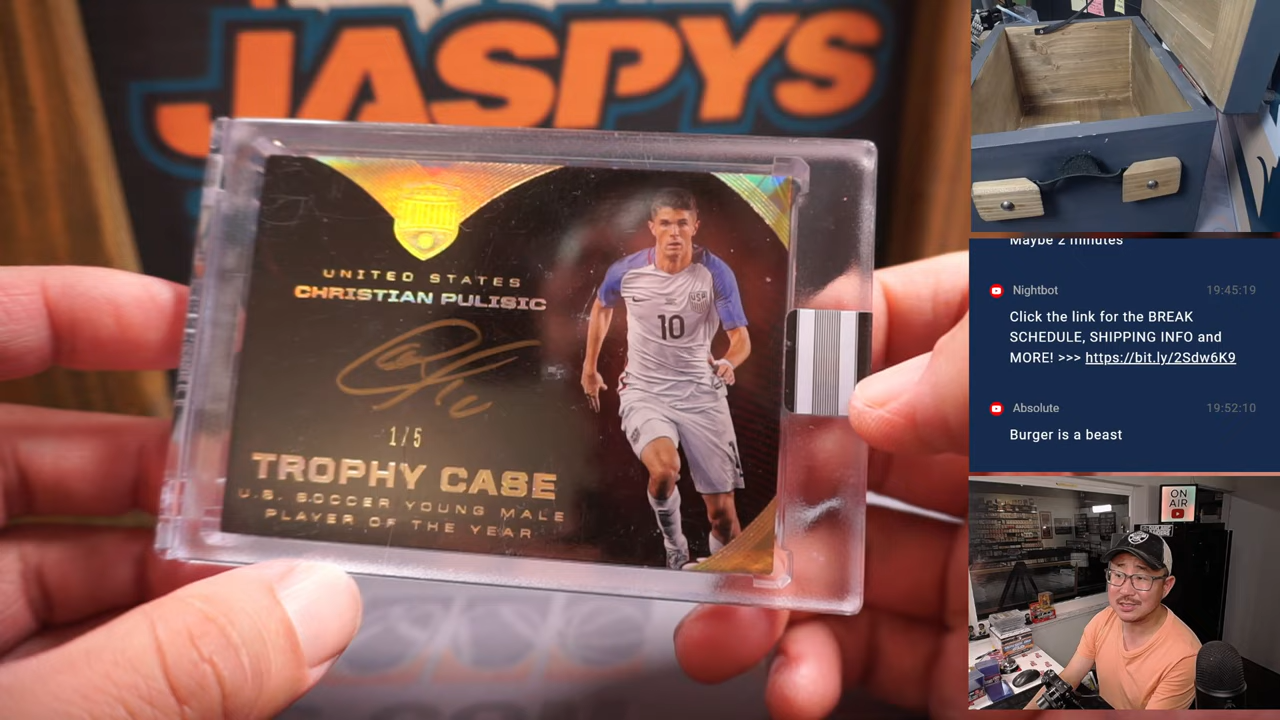 JASPYS
UNITED STATES
CHRISTIAN PULISIC
1/5
TROPHY CASE
U.S. SOCCER YOUNG MALE
PLAYER OF THE YEAR
10
Maybe 2 minutes
Nightbot 19:45:19
Click the link for the BREAK
SCHEDULE, SHIPPING INFO and
MORE! >>> https://bit.ly/2Sdw6K9
Absolute 19:52:10
Burger is a beast
ON
AIR